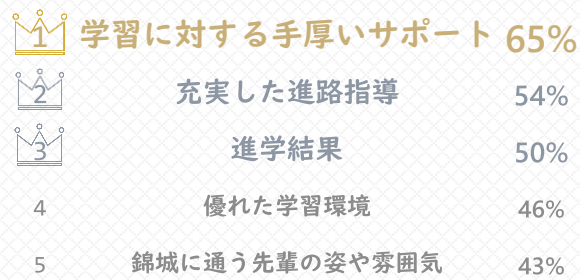 1 学習に対する手厚いサポート 65%
2 充実した進路指導 54%
3 進学結果 50%
4 優れた学習環境 46%
5 錦城に通う先輩の姿や雰囲気 43%